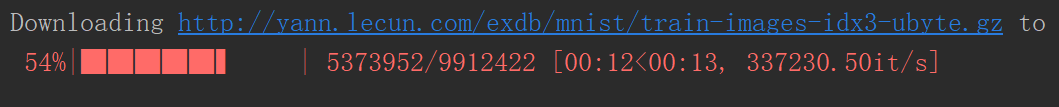 Downloading http://yann.lecun.com/exdb/mnist/train-images-idx3-ubyte.gz to
54%|██████▌   | 5373952/9912422 [00:12<00:13, 337230.50it/s]